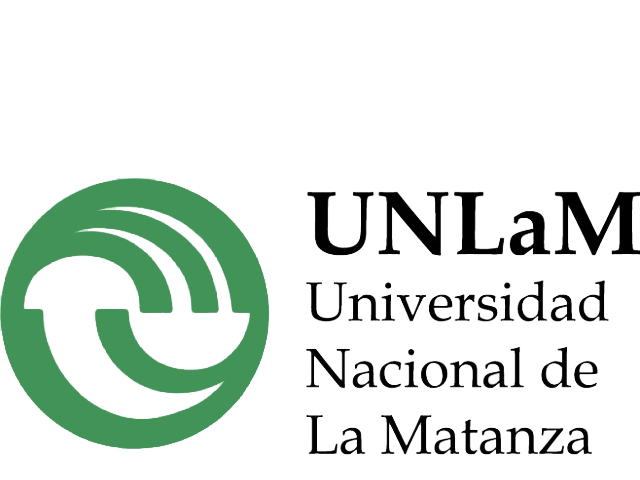 UNLaM
Universidad
Nacional de
La Matanza